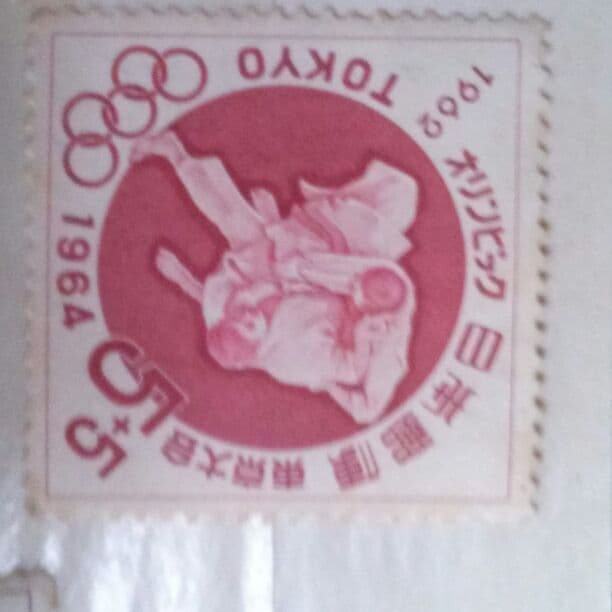 TOKYO
1964
5+5
1962
オリンピック
日本郵便
東京大会